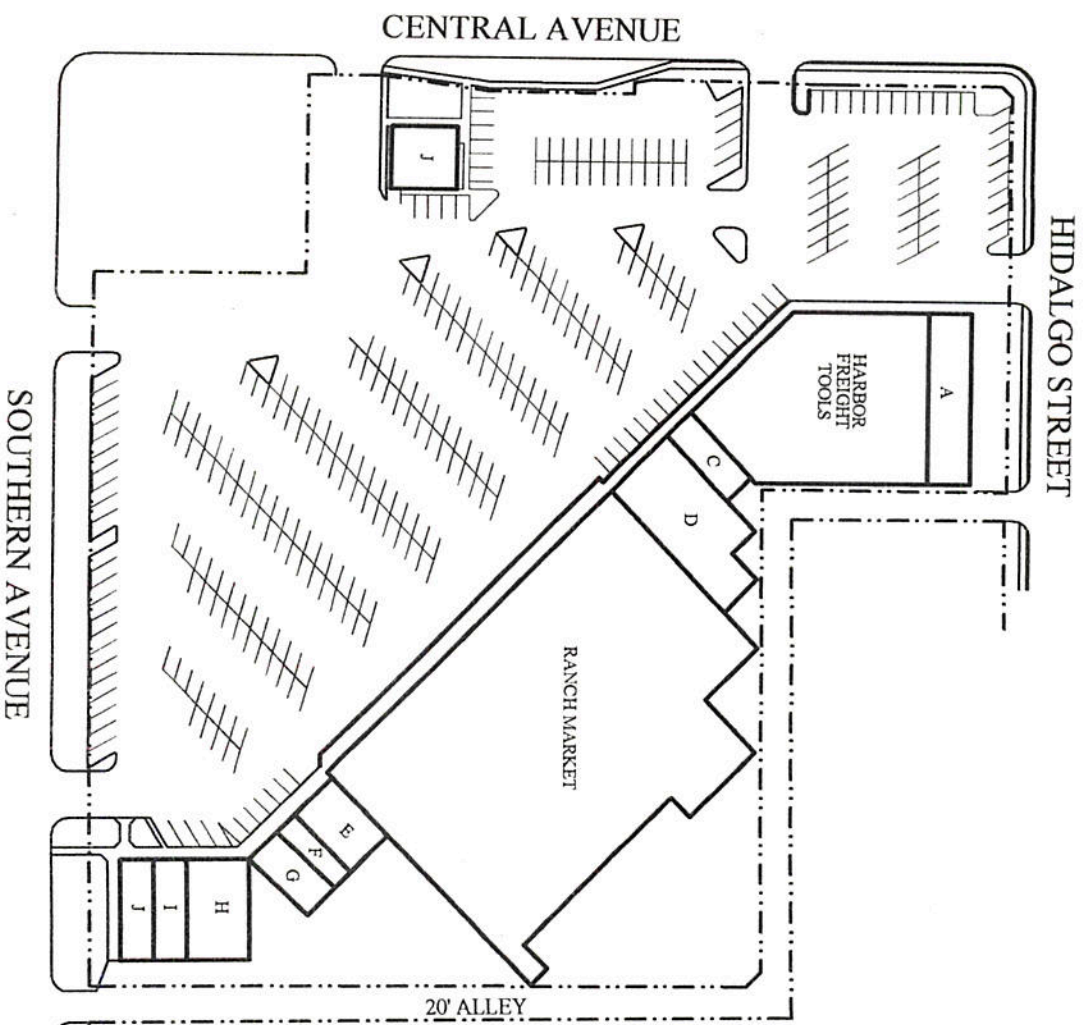 CENTRAL AVENUE
HIDALGO STREET
J
A
HARBOR
FREIGHT
TOOLS
C
D
RANCH MARKET
SOUTHERN AVENUE
E
F
G
H
I
J
20' ALLEY